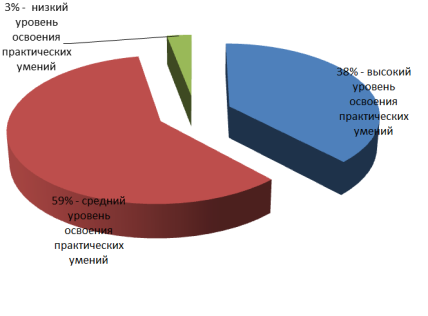 3% -  низкий
уровень
освоения
практических
умений
38% - высокий
уровень
освоения
практических
умений
59% - средний
уровень
освоения
практических
умений